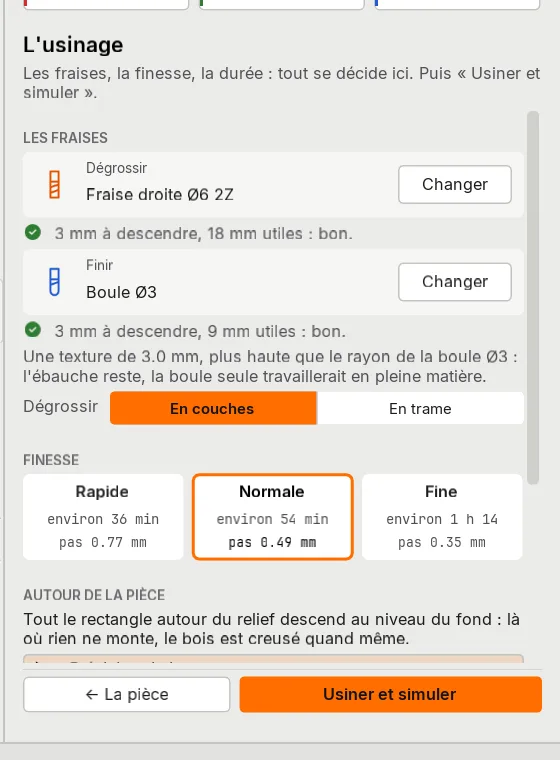 L'usinage
Les fraises, la finesse, la durée : tout se décide ici. Puis « Usiner et
simuler ».
LES FRAISES
Dégrossir
Fraise droite Ø6 2Z
Changer
3 mm à descendre, 18 mm utiles : bon.
Finir
Boule Ø3
Changer
3 mm à descendre, 9 mm utiles : bon.
Une texture de 3.0 mm, plus haute que le rayon de la boule Ø3 :
l'ébauche reste, la boule seule travaillerait en pleine matière.
Dégrossir
En couches
En trame
FINESSE
Rapide
environ 36 min
pas 0.77 mm
Normale
environ 54 min
pas 0.49 mm
Fine
environ 1 h 14
pas 0.35 mm
AUTOUR DE LA PIÈCE
Tout le rectangle autour du relief descend au niveau du fond : là
où rien ne monte, le bois est creusé quand même.
← La pièce
Usiner et simuler